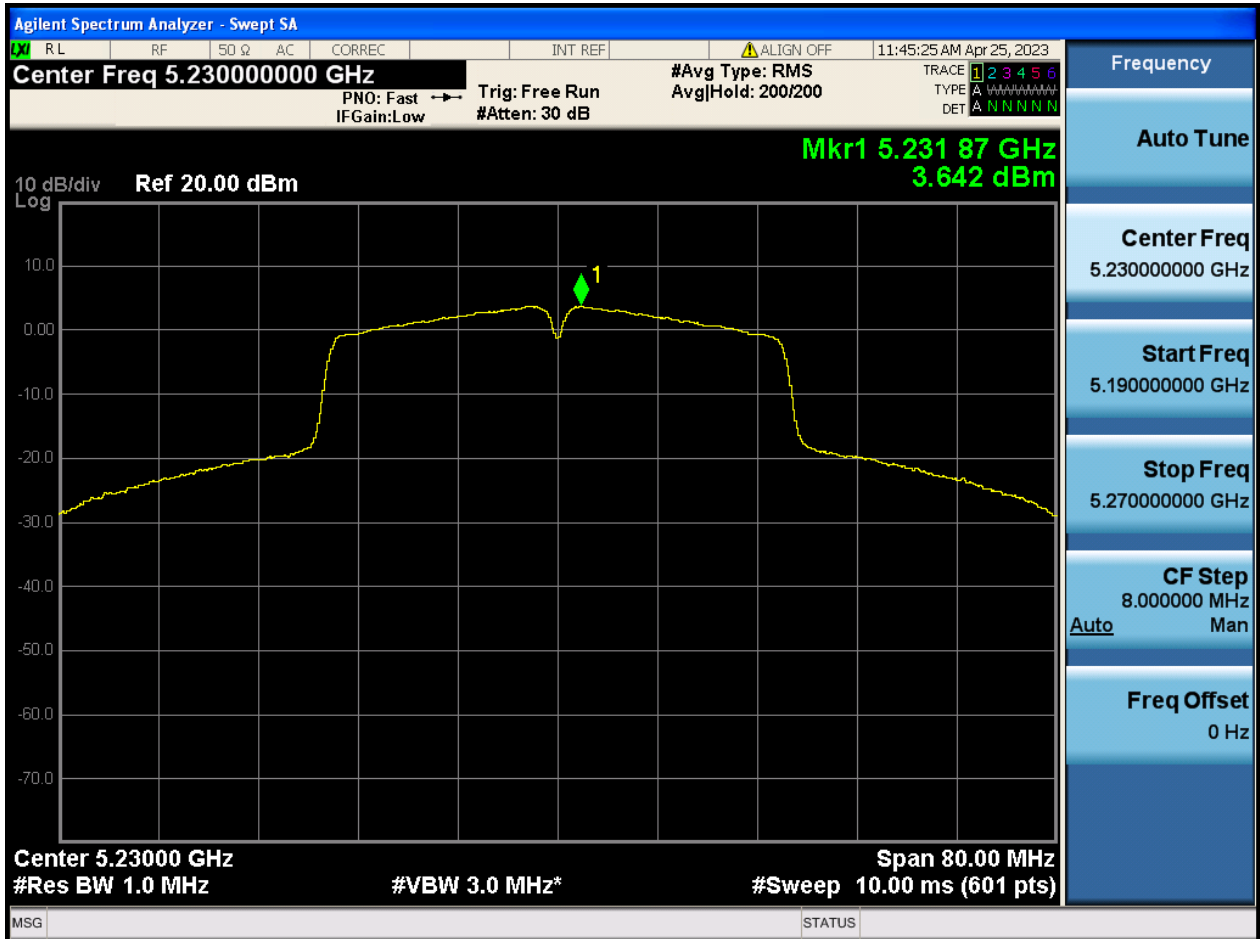 Agilent Spectrum Analyzer - Swept SA
LXI RL RF 50 Ω AC CORREC INT REF ALIGN OFF 11:45:25 AM Apr 25, 2023
Center Freq 5.230000000 GHz
PNO: Fast
IFGain:Low
Trig: Free Run
#Atten: 30 dB
#Avg Type: RMS
Avg|Hold: 200/200
TRACE 1 2 3 4 5 6
TYPE A WWWWW
DET A N N N N N
Mkr1 5.231 87 GHz
3.642 dBm
10 dB/div Ref 20.00 dBm
Log
10.0
0.00
-10.0
-20.0
-30.0
-40.0
-50.0
-60.0
-70.0
1
Center 5.23000 GHz Span 80.00 MHz
#Res BW 1.0 MHz #VBW 3.0 MHz* #Sweep 10.00 ms (601 pts)
MSG STATUS
Frequency
Auto Tune
Center Freq
5.230000000 GHz
Start Freq
5.190000000 GHz
Stop Freq
5.270000000 GHz
CF Step
8.000000 MHz
Auto Man
Freq Offset
0 Hz